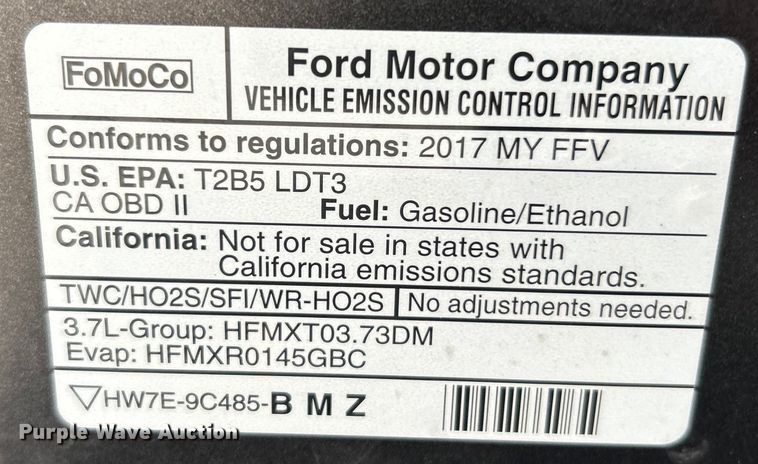 FoMoCo
Ford Motor Company
VEHICLE EMISSION CONTROL INFORMATION
Conforms to regulations: 2017 MY FFV
U.S. EPA: T2B5 LDT3
CA OBD II Fuel: Gasoline/Ethanol
California: Not for sale in states with
California emissions standards.
TWC/HO2S/SFI/WR-HO2S No adjustments needed.
3.7L-Group: HFMXT03.73DM
Evap: HFMXR0145GBC
HW7E-9C485-B M Z
Purple Wave Auction